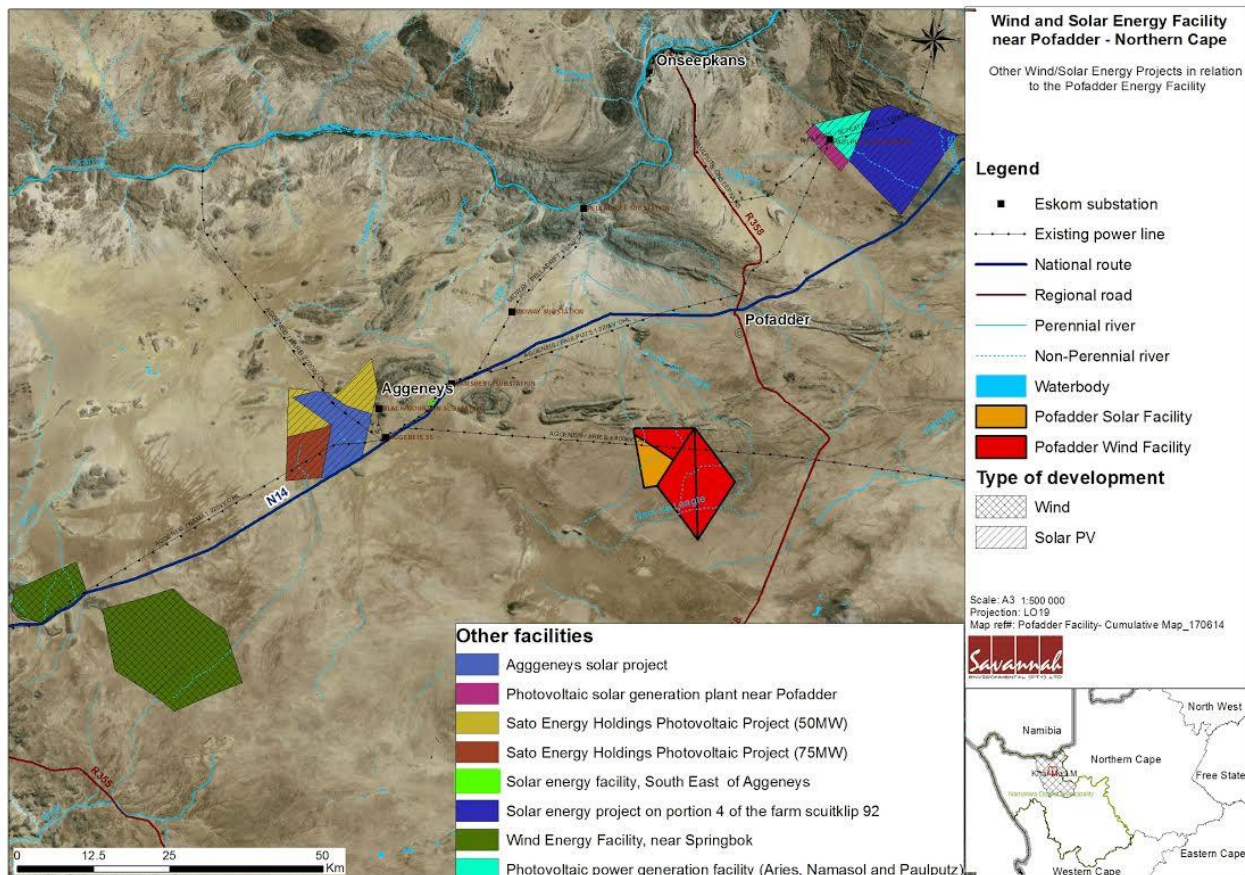 Wind and Solar Energy Facility
near Pofadder - Northern Cape
Other Wind/Solar Energy Projects in relation
to the Pofadder Energy Facility
Legend
Eskom substation
Existing power line
National route
Regional road
Perennial river
Non-Perennial river
Waterbody
Pofadder Solar Facility
Pofadder Wind Facility
Type of development
Wind
Solar PV
Scale: A3 1:500 000
Projection: LO19
Map ref#: Pofadder Facility- Cumulative Map_170614
Savannah
ENVIRONMENTAL (PTY) LTD
Onseepkans
R358
Pofadder
MIDWAY SUBSTATION
Aggeneys
AGGENEIS SS
N14
R355
Other facilities
Agggeneys solar project
Photovoltaic solar generation plant near Pofadder
Sato Energy Holdings Photovoltaic Project (50MW)
Sato Energy Holdings Photovoltaic Project (75MW)
Solar energy facility, South East of Aggeneys
Solar energy project on portion 4 of the farm scuitklip 92
Wind Energy Facility, near Springbok
Photovoltaic power generation facility (Aries, Namasol and Paulputz)
0 12.5 25 50
Km
Namibia
North West
Northern Cape
Free State
Eastern Cape
Western Cape